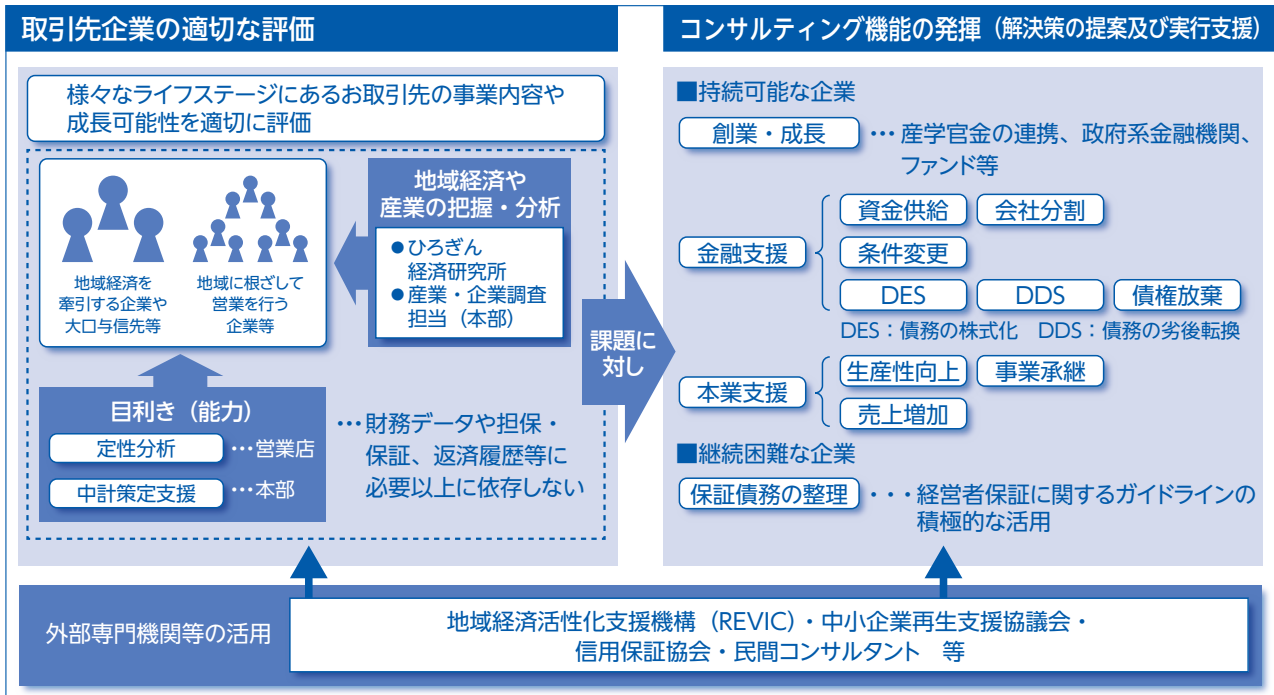 取引先企業の適切な評価
様々なライフステージにあるお取引先の事業内容や
成長可能性を適切に評価
地域経済を
牽引する企業や
大口与信先等
地域に根ざして
営業を行う
企業等
地域経済や
産業の把握・分析
●ひろぎん
経済研究所
●産業・企業調査
担当（本部）
目利き（能力）
定性分析 …営業店
中計策定支援 …本部
…財務データや担保・
保証、返済履歴等に
必要以上に依存しない
課題に
対し
コンサルティング機能の発揮（解決策の提案及び実行支援）
■持続可能な企業
創業・成長 … 産学官金の連携、政府系金融機関、
ファンド等
金融支援
資金供給 会社分割
条件変更
DES DDS 債権放棄
DES：債務の株式化 DDS：債務の劣後転換
本業支援
生産性向上 事業承継
売上増加
■継続困難な企業
保証債務の整理 ・・・経営者保証に関するガイドラインの
積極的な活用
外部専門機関等の活用
地域経済活性化支援機構（REVIC）・中小企業再生支援協議会・
信用保証協会・民間コンサルタント 等